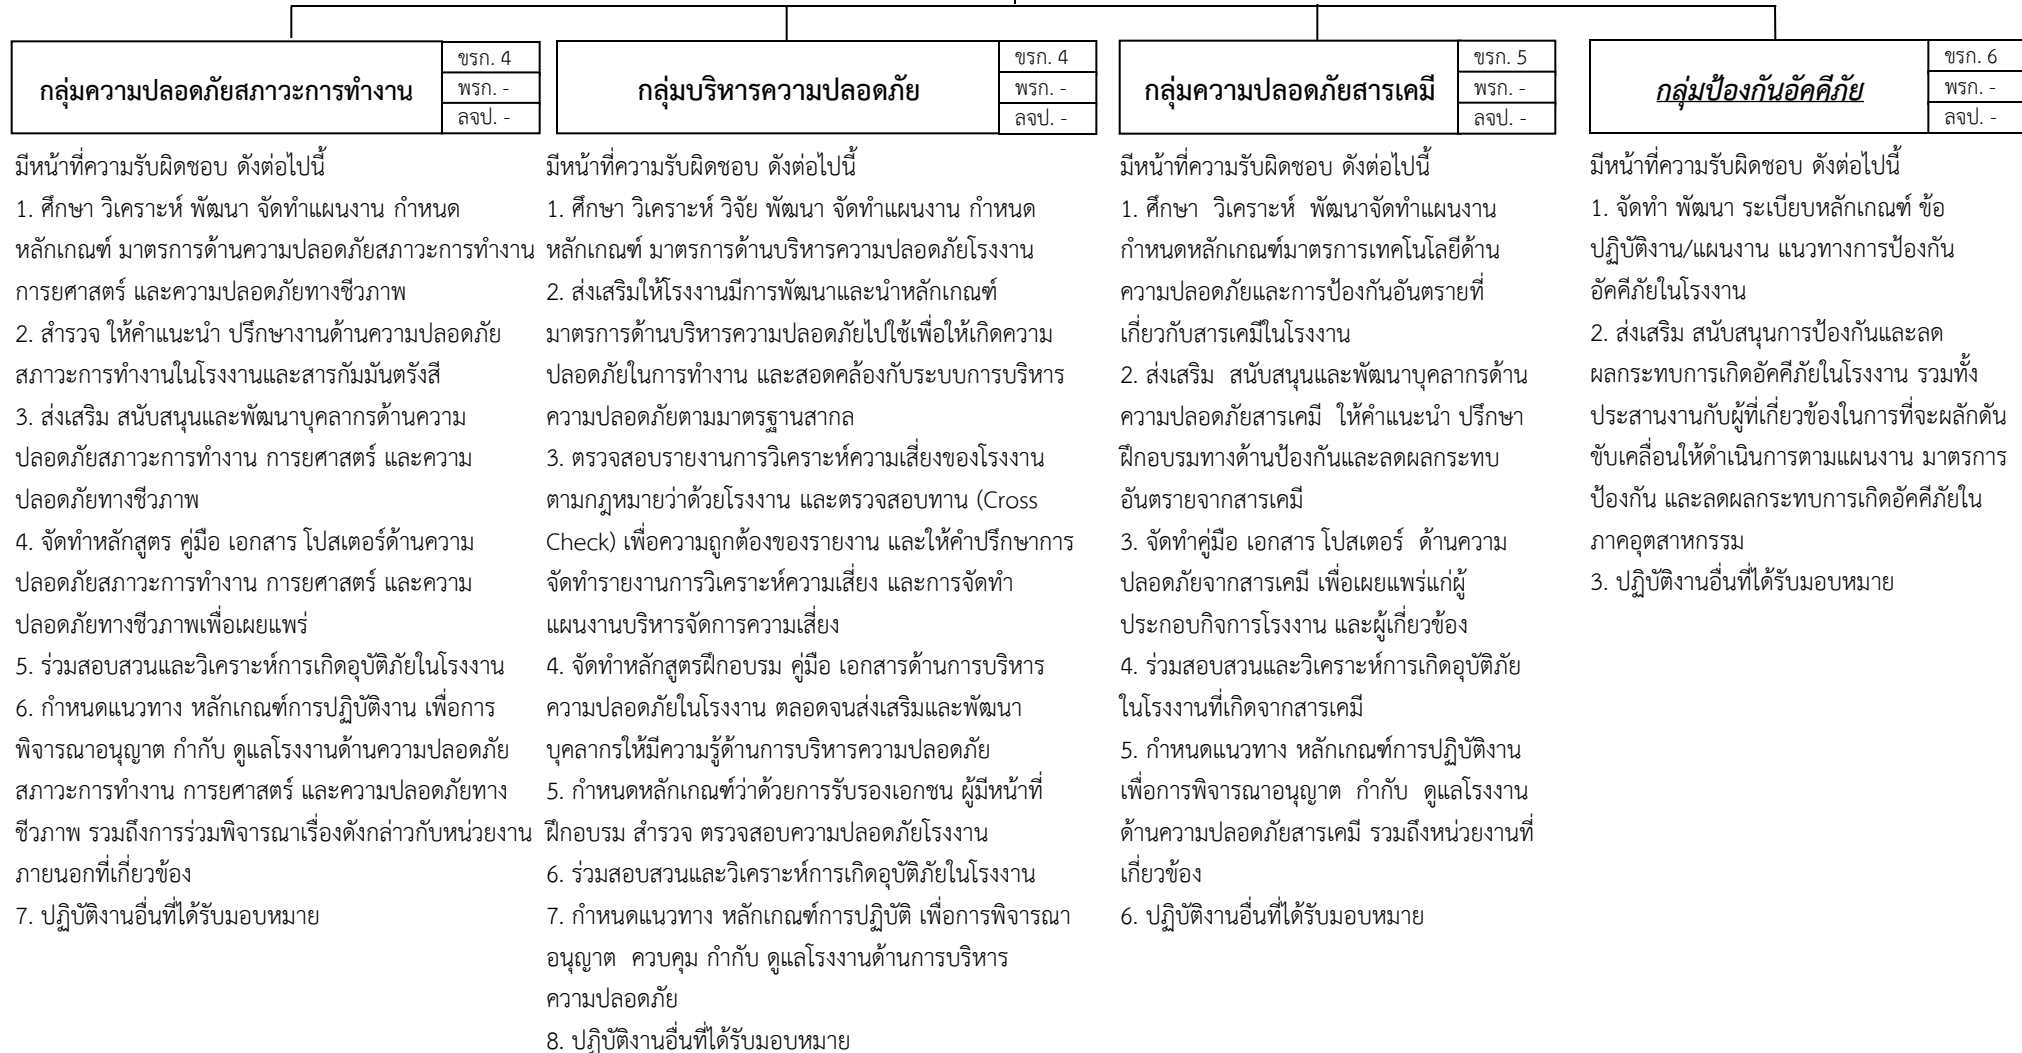 กลุ่มความปลอดภัยสภาวะการทำงาน
ขรก. 4
พรก. -
ลจป. -
มีหน้าที่ความรับผิดชอบ ดังต่อไปนี้
1. ศึกษา วิเคราะห์ พัฒนา จัดทำแผนงาน กำหนด
หลักเกณฑ์ มาตรการด้านความปลอดภัยสภาวะการทำงาน
การยศาสตร์ และความปลอดภัยทางชีวภาพ
2. สำรวจ ให้คำแนะนำ ปรึกษางานด้านความปลอดภัย
สภาวะการทำงานในโรงงานและสารกัมมันตรังสี
3. ส่งเสริม สนับสนุนและพัฒนาบุคลากรด้านความ
ปลอดภัยสภาวะการทำงาน การยศาสตร์ และความ
ปลอดภัยทางชีวภาพ
4. จัดทำหลักสูตร คู่มือ เอกสาร โปสเตอร์ด้านความ
ปลอดภัยสภาวะการทำงาน การยศาสตร์ และความ
ปลอดภัยทางชีวภาพเพื่อเผยแพร่
5. ร่วมสอบสวนและวิเคราะห์การเกิดอุบัติภัยในโรงงาน
6. กำหนดแนวทาง หลักเกณฑ์การปฏิบัติงาน เพื่อการ
พิจารณาอนุญาต กำกับ ดูแลโรงงานด้านความปลอดภัย
สภาวะการทำงาน การยศาสตร์ และความปลอดภัยทาง
ชีวภาพ รวมถึงการร่วมพิจารณาเรื่องดังกล่าวกับหน่วยงาน
ภายนอกที่เกี่ยวข้อง
7. ปฏิบัติงานอื่นที่ได้รับมอบหมาย
กลุ่มบริหารความปลอดภัย
ขรก. 4
พรก. -
ลจป. -
มีหน้าที่ความรับผิดชอบ ดังต่อไปนี้
1. ศึกษา วิเคราะห์ วิจัย พัฒนา จัดทำแผนงาน กำหนด
หลักเกณฑ์ มาตรการด้านบริหารความปลอดภัยโรงงาน
2. ส่งเสริมให้โรงงานมีการพัฒนาและนำหลักเกณฑ์
มาตรการด้านบริหารความปลอดภัยไปใช้เพื่อให้เกิดความ
ปลอดภัยในการทำงาน และสอดคล้องกับระบบการบริหาร
ความปลอดภัยตามมาตรฐานสากล
3. ตรวจสอบรายงานการวิเคราะห์ความเสี่ยงของโรงงาน
ตามกฎหมายว่าด้วยโรงงาน และตรวจสอบทาน (Cross
Check) เพื่อความถูกต้องของรายงาน และให้คำปรึกษาการ
จัดทำรายงานการวิเคราะห์ความเสี่ยง และการจัดทำ
แผนงานบริหารจัดการความเสี่ยง
4. จัดทำหลักสูตรฝึกอบรม คู่มือ เอกสารด้านการบริหาร
ความปลอดภัยในโรงงาน ตลอดจนส่งเสริมและพัฒนา
บุคลากรให้มีความรู้ด้านการบริหารความปลอดภัย
5. กำหนดหลักเกณฑ์ว่าด้วยการรับรองเอกชน ผู้มีหน้าที่
ฝึกอบรม สำรวจ ตรวจสอบความปลอดภัยโรงงาน
6. ร่วมสอบสวนและวิเคราะห์การเกิดอุบัติภัยในโรงงาน
7. กำหนดแนวทาง หลักเกณฑ์การปฏิบัติ เพื่อการพิจารณา
อนุญาต ควบคุม กำกับ ดูแลโรงงานด้านการบริหาร
ความปลอดภัย
8. ปฏิบัติงานอื่นที่ได้รับมอบหมาย
กลุ่มความปลอดภัยสารเคมี
ขรก. 5
พรก. -
ลจป. -
มีหน้าที่ความรับผิดชอบ ดังต่อไปนี้
1. ศึกษา วิเคราะห์ พัฒนาจัดทำแผนงาน
กำหนดหลักเกณฑ์มาตรการเทคโนโลยีด้าน
ความปลอดภัยและการป้องกันอันตรายที่
เกี่ยวกับสารเคมีในโรงงาน
2. ส่งเสริม สนับสนุนและพัฒนาบุคลากรด้าน
ความปลอดภัยสารเคมี ให้คำแนะนำ ปรึกษา
ฝึกอบรมทางด้านป้องกันและลดผลกระทบ
อันตรายจากสารเคมี
3. จัดทำคู่มือ เอกสาร โปสเตอร์ ด้านความ
ปลอดภัยจากสารเคมี เพื่อเผยแพร่แก่ผู้
ประกอบกิจการโรงงาน และผู้เกี่ยวข้อง
4. ร่วมสอบสวนและวิเคราะห์การเกิดอุบัติภัย
ในโรงงานที่เกิดจากสารเคมี
5. กำหนดแนวทาง หลักเกณฑ์การปฏิบัติงาน
เพื่อการพิจารณาอนุญาต กำกับ ดูแลโรงงาน
ด้านความปลอดภัยสารเคมี รวมถึงหน่วยงานที่
เกี่ยวข้อง
6. ปฏิบัติงานอื่นที่ได้รับมอบหมาย
กลุ่มป้องกันอัคคีภัย
ขรก. 6
พรก. -
ลจป. -
มีหน้าที่ความรับผิดชอบ ดังต่อไปนี้
1. จัดทำ พัฒนา ระเบียบหลักเกณฑ์ ข้อ
ปฏิบัติงาน/แผนงาน แนวทางการป้องกัน
อัคคีภัยในโรงงาน
2. ส่งเสริม สนับสนุนการป้องกันและลด
ผลกระทบการเกิดอัคคีภัยในโรงงาน รวมทั้ง
ประสานงานกับผู้ที่เกี่ยวข้องในการที่จะผลักดัน
ขับเคลื่อนให้ดำเนินการตามแผนงาน มาตรการ
ป้องกัน และลดผลกระทบการเกิดอัคคีภัยใน
ภาคอุตสาหกรรม
3. ปฏิบัติงานอื่นที่ได้รับมอบหมาย